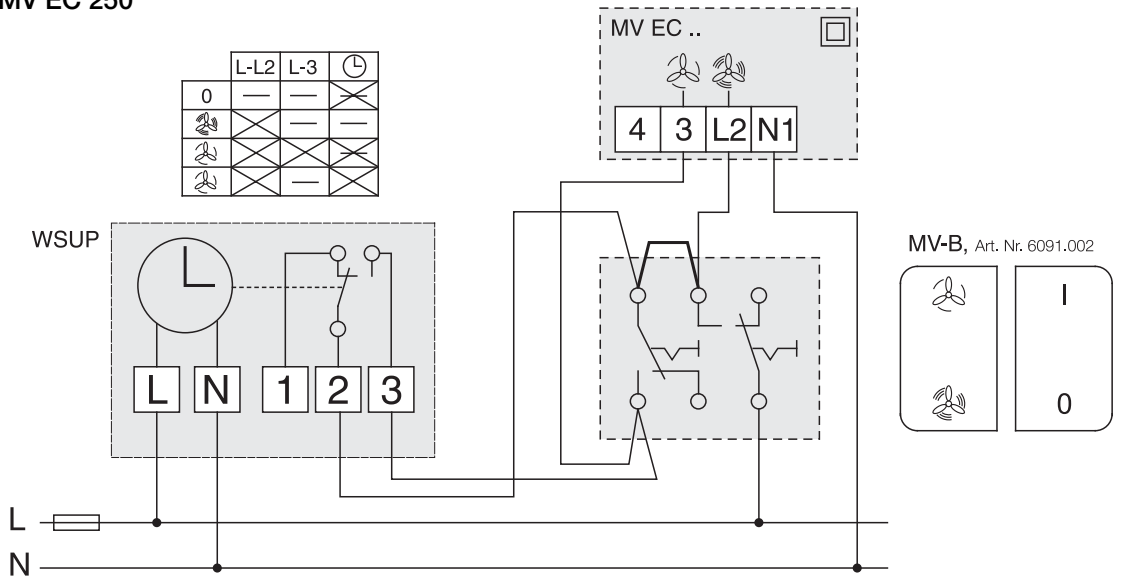 MV EC 250
MV EC ..
L-L2 L-3
0
4 3 L2 N1
WSUP
MV-B, Art. Nr. 6091.002
I
0
L N 1 2 3
L
N